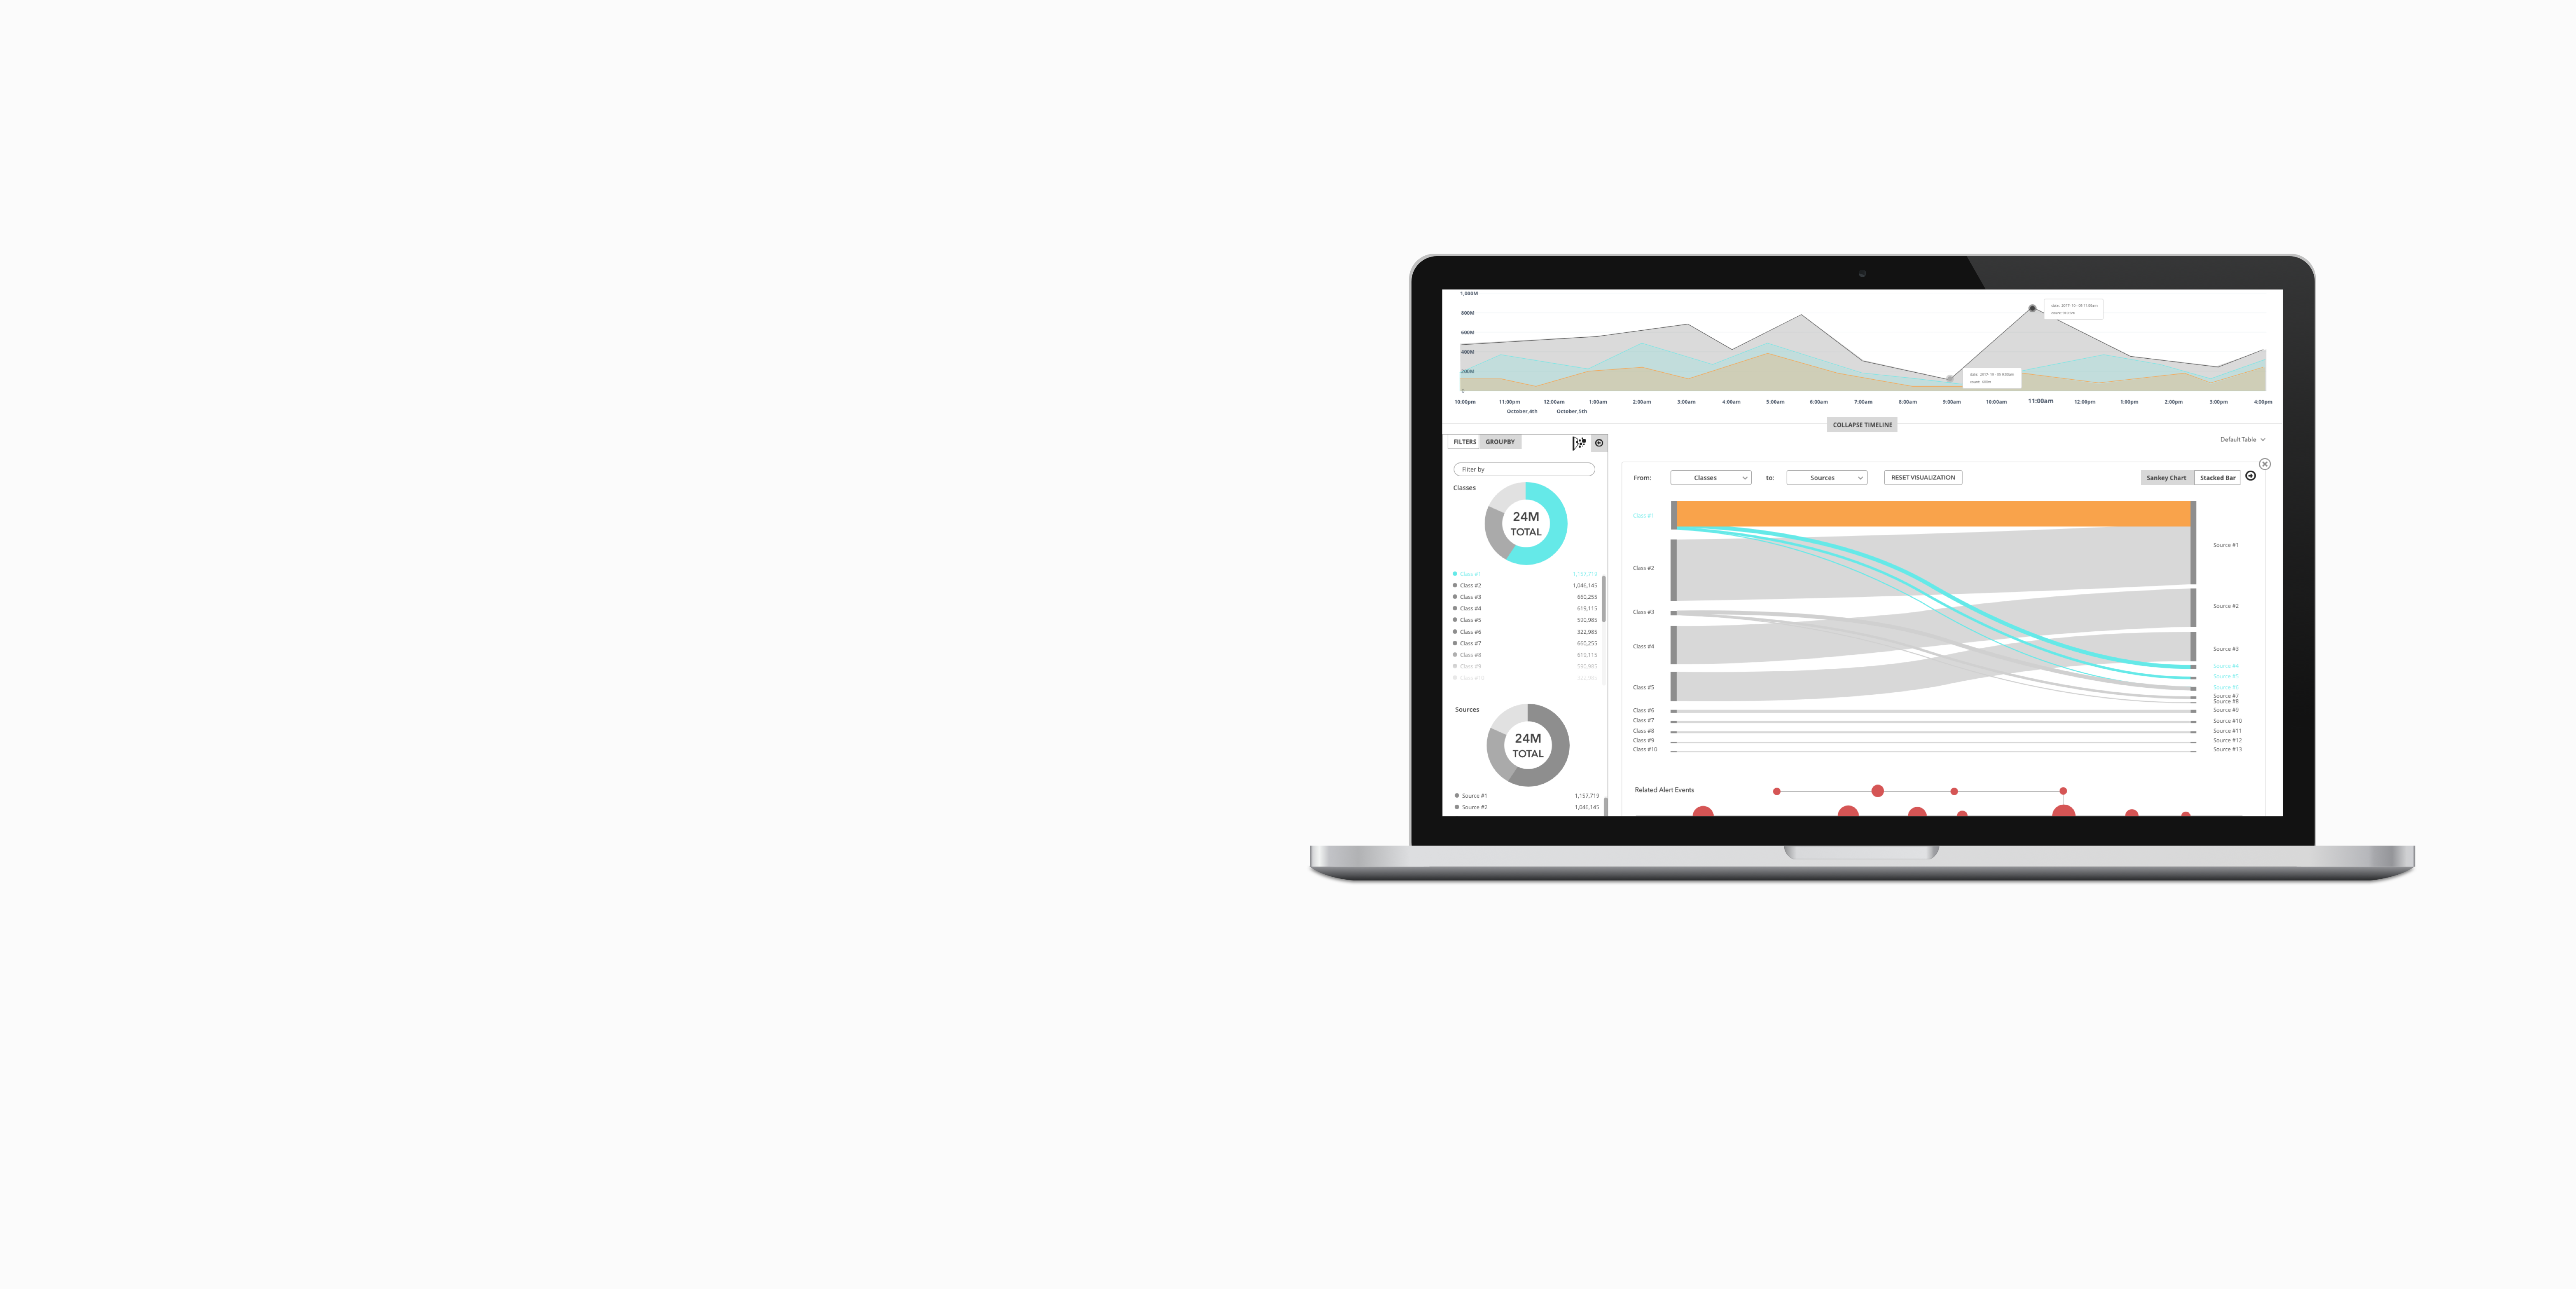 1,000M
800M
600M
400M
200M
0
10:00pm 11:00pm 12:00am 1:00am 2:00am 3:00am 4:00am 5:00am 6:00am 7:00am 8:00am 9:00am 10:00am 11:00am 12:00pm 1:00pm 2:00pm 3:00pm 4:00pm
October,4th October,5th
COLLAPSE TIMELINE
FILTERS GROUPBY
Default Table
Filter by
Classes
24M
TOTAL
Class #1 1,157,719
Class #2 1,046,145
Class #3 660,255
Class #4 619,115
Class #5 590,985
Class #6 322,985
Class #7 660,255
Class #8 619,115
Class #9 590,985
Class #10 322,985
Sources
24M
TOTAL
Source #1 1,157,719
Source #2 1,046,145
From: Classes to: Sources RESET VISUALIZATION Sankey Chart Stacked Bar
Class #1
Class #2
Class #3
Class #4
Class #5
Class #6
Class #7
Class #8
Class #9
Class #10
Source #1
Source #2
Source #3
Source #4
Source #5
Source #6
Source #7
Source #8
Source #9
Source #10
Source #11
Source #12
Source #13
Related Alert Events